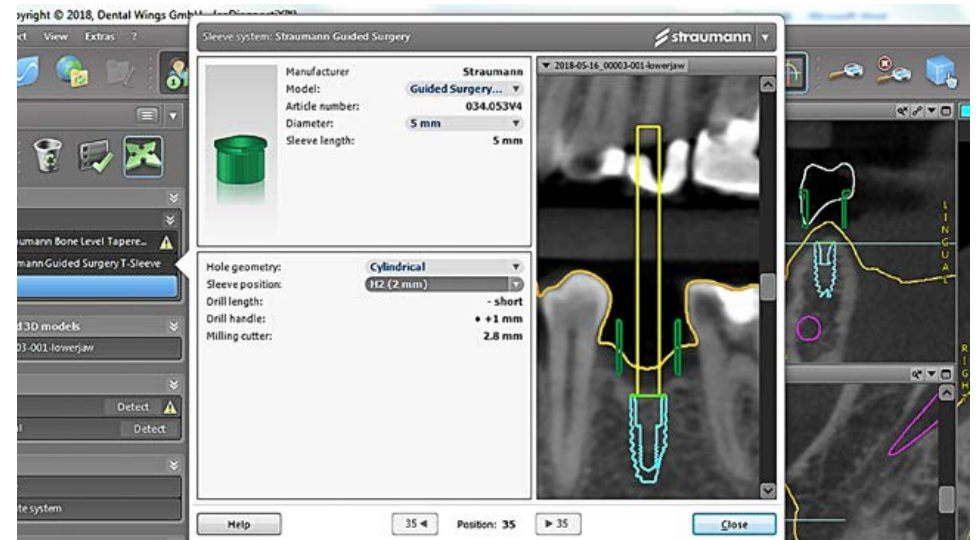 pyright © 2018, Dental Wings Gmb
View Extras ?
Sleeve system: Straumann Guided Surgery
straumann
Manufacturer Straumann
Model: Guided Surgery...
Article number: 034.053V4
Diameter: 5 mm
Sleeve length: 5 mm
2018-05-16_00003-001-lowerjaw
aumann Bone Level Tapere...
mann Guided Surgery T-Sleeve
Hole geometry: Cylindrical
Sleeve position: H2 (2 mm)
Drill length: - short
Drill handle: • +1 mm
Milling cutter: 2.8 mm
d 3D models
03-001-lowerjaw
Detect
Detect
te system
LINGUAL
RIGH
Help
35
Position: 35
35
Close